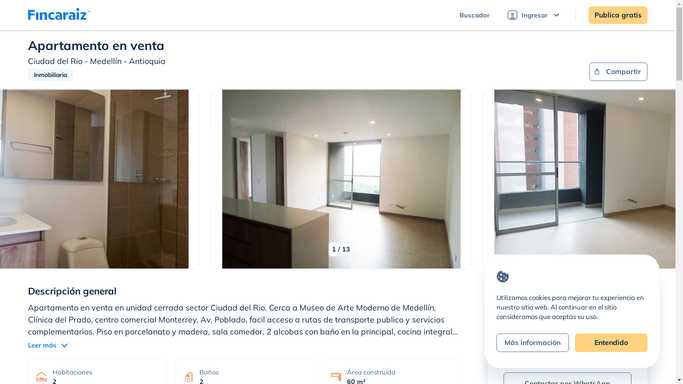 Fincaraiz
Buscador
Ingresar
Publica gratis
Apartamento en venta
Ciudad del Rio - Medellín - Antioquia
Inmobiliaria
Compartir
1 / 13
Descripción general
Apartamento en venta en unidad cerrada sector Ciudad del Rio. Cerca a Museo de Arte Moderno de Medellín,
Clínica del Prado, centro comercial Monterrey, Av. Poblado, facil acceso a rutas de transporte publico y servicios
complementarios. Piso en porcelanato y madera, sala comedor, 2 alcobas con baño en la principal, cocina integral...
Leer más
Habitaciones
2
Baños
2
Área construida
60 m²
Utilizamos cookies para mejorar tu experiencia en
nuestro sitio web. Al continuar en el sitio
consideramos que aceptas su uso.
Más información
Entendido
Contactar por WhatsApp